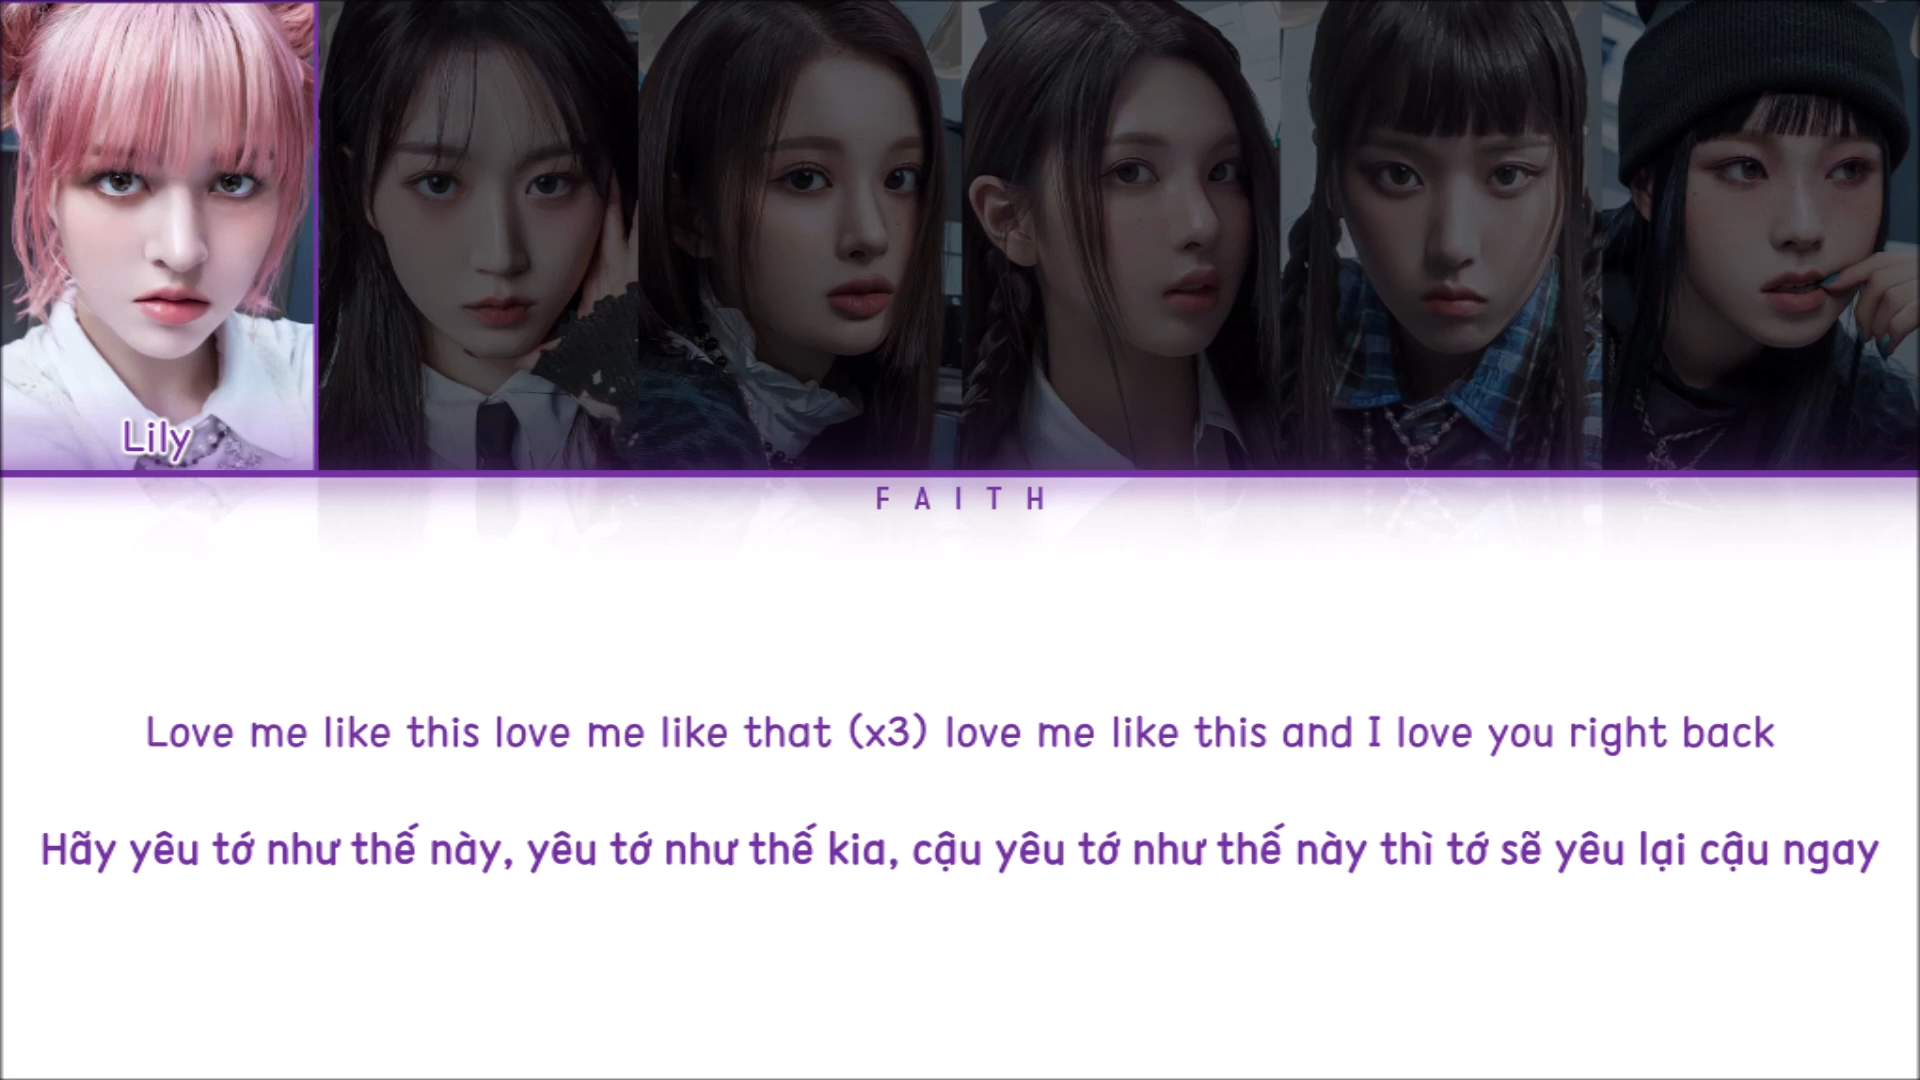 Lily
FAITH
Love me like this love me like that (x3) love me like this and I love you right back
Hãy yêu tớ như thế này, yêu tớ như thế kia, cậu yêu tớ như thế này thì tớ sẽ yêu lại cậu ngay